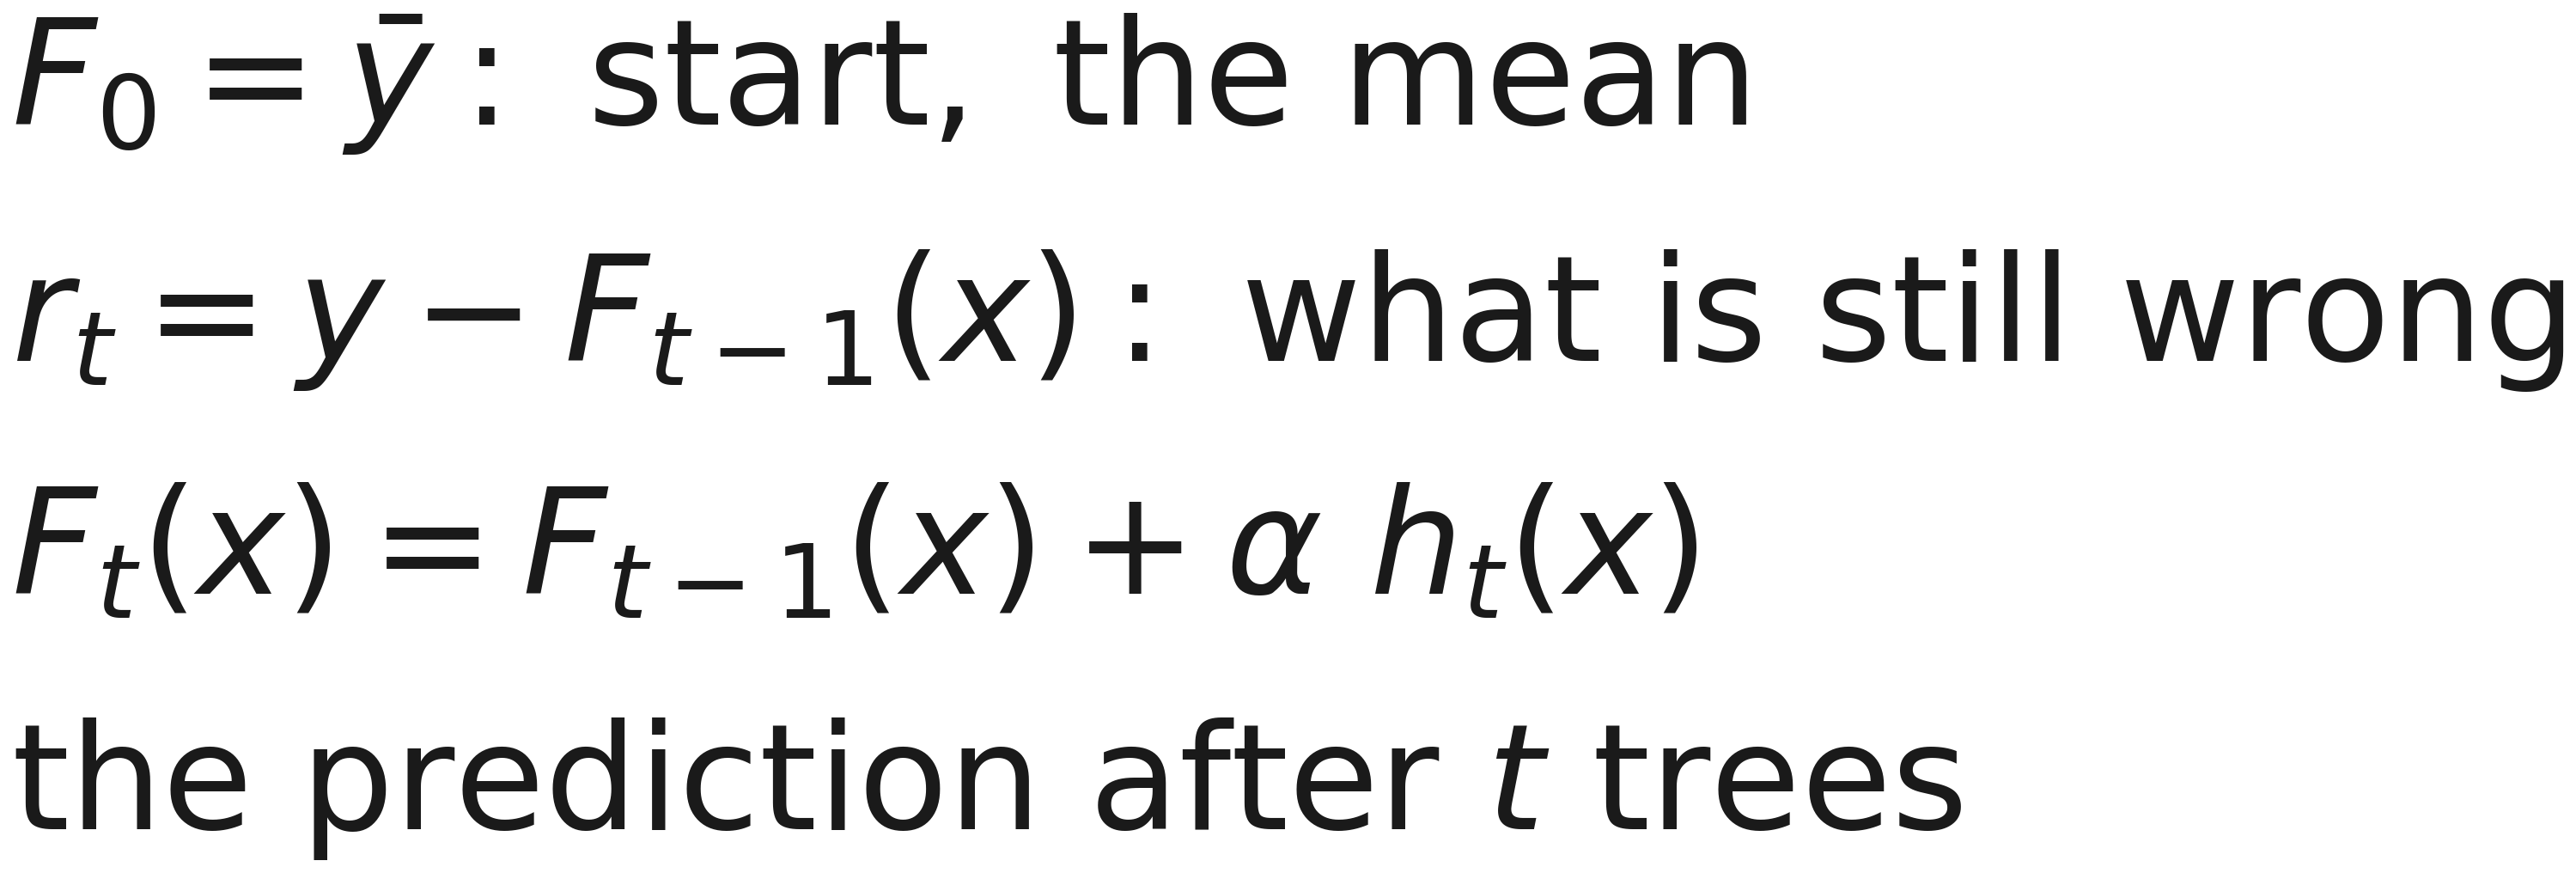 F₀ = ȳ : start, the mean
rₜ = y − Fₜ₋₁(x) : what is still wrong
Fₜ(x) = Fₜ₋₁(x) + α hₜ(x)
the prediction after t trees